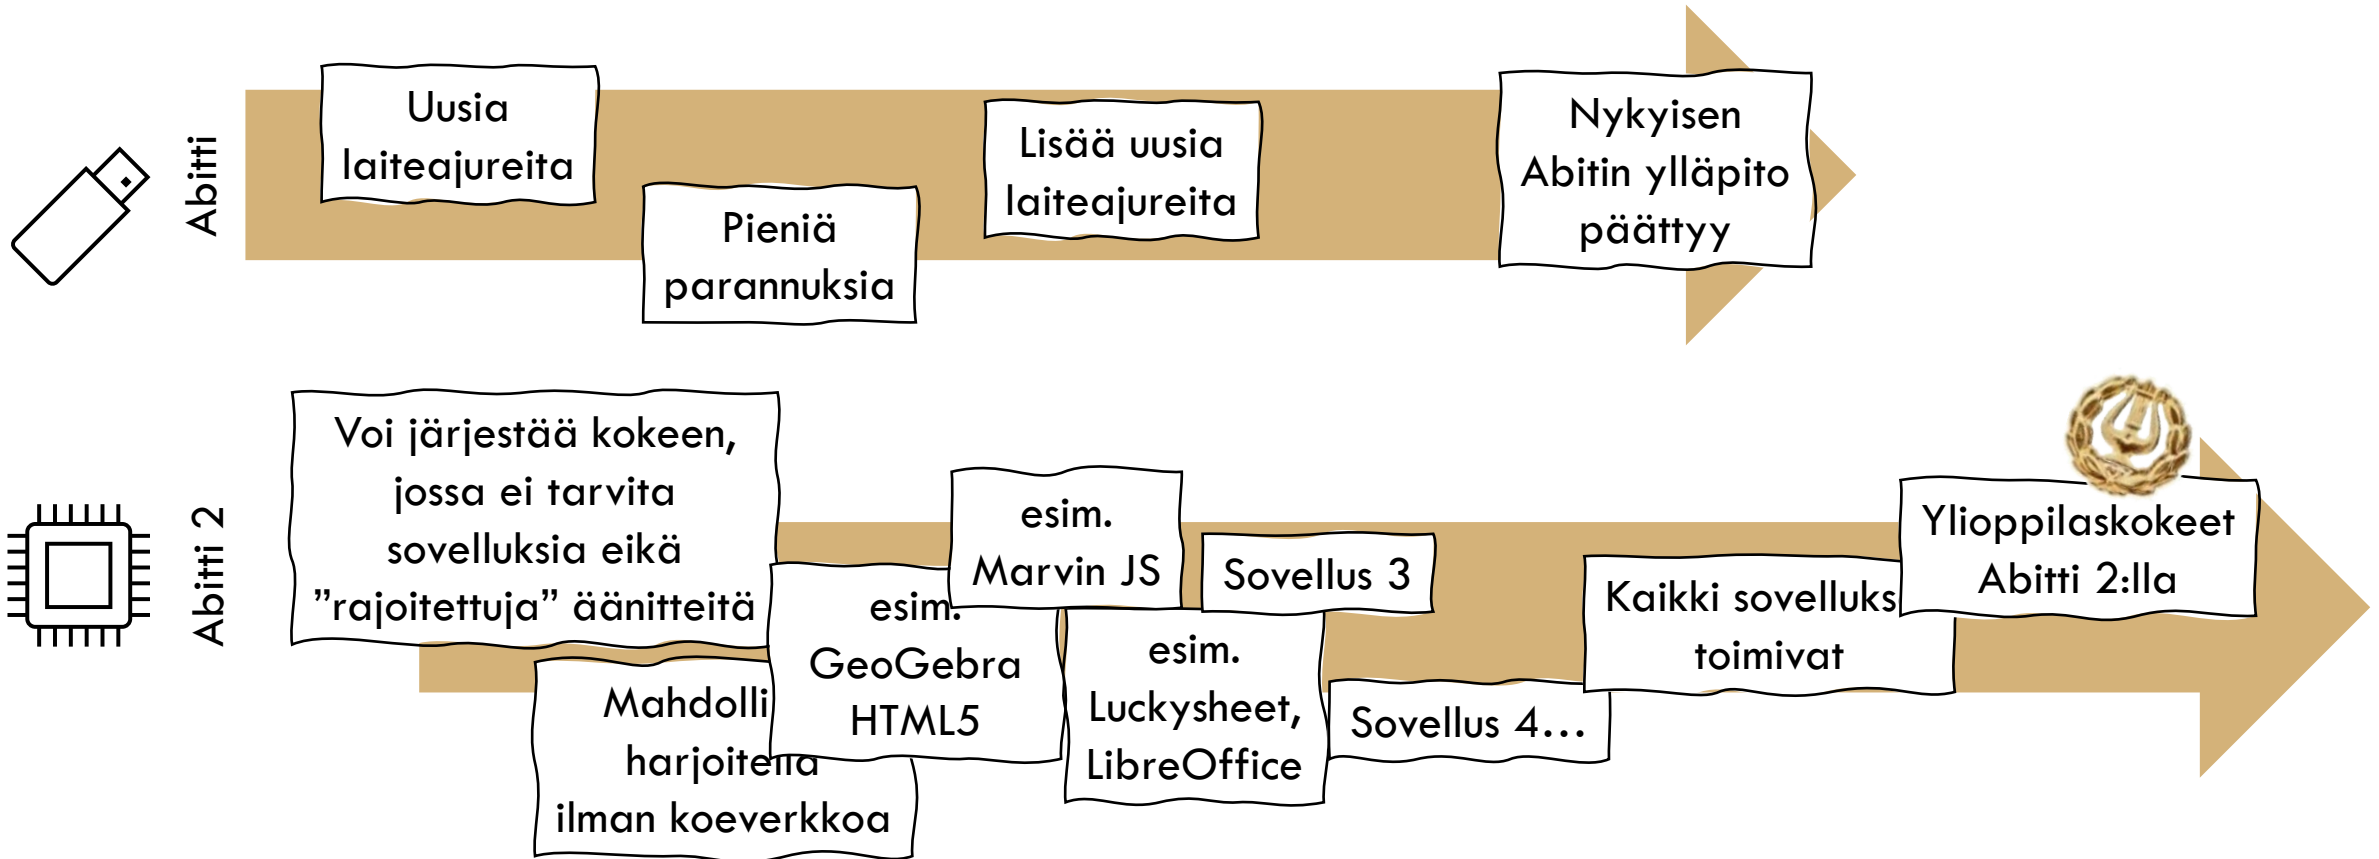 Abitti
Uusia
laiteajureita
Pieniä
parannuksia
Lisää uusia
laiteajureita
Nykyisen
Abitin ylläpito
päättyy
Abitti 2
Voi järjestää kokeen,
jossa ei tarvita
sovelluksia eikä
”rajoitettuja” äänitteitä
Mahdolli
harjoitella
ilman koeverkkoa
esim.
GeoGebra
HTML5
esim.
Marvin JS
esim.
Luckysheet,
LibreOffice
Sovellus 3
Sovellus 4...
Kaikki sovelluks
toimivat
Ylioppilaskokeet
Abitti 2:lla